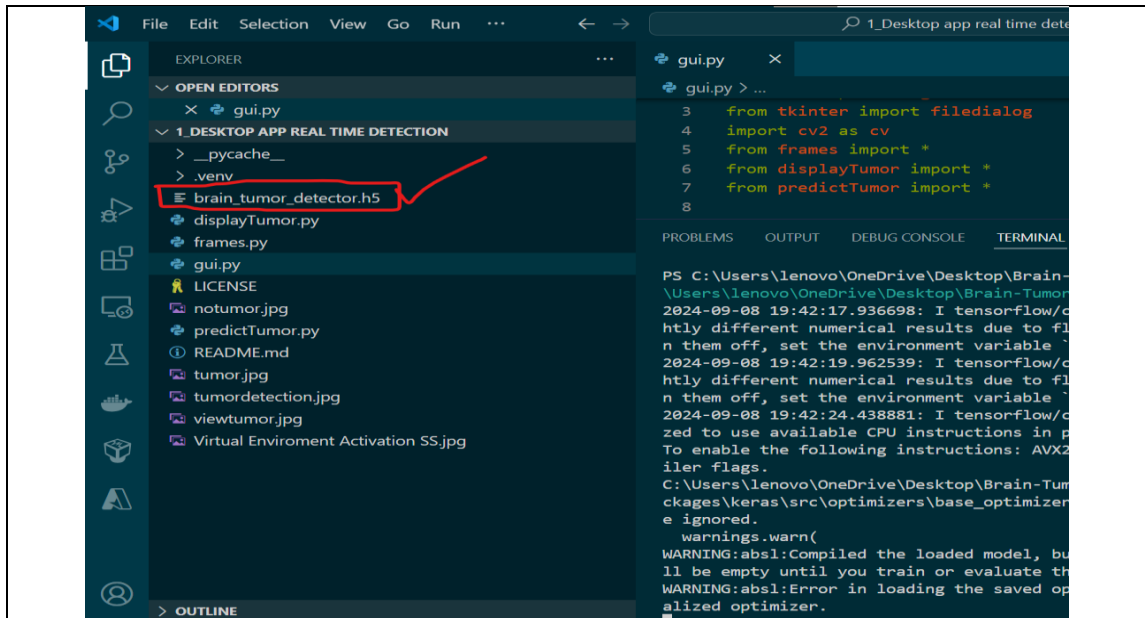 File Edit Selection View Go Run ... ← → 1_Desktop app real time dete
EXPLORER ...
OPEN EDITORS
gui.py
1_DESKTOP APP REAL TIME DETECTION
> __pycache__
> .venv
brain_tumor_detector.h5
displayTumor.py
frames.py
gui.py
LICENSE
notumor.jpg
predictTumor.py
README.md
tumor.jpg
tumordetection.jpg
viewtumor.jpg
Virtual Enviroment Activation SS.jpg
> OUTLINE
gui.py
gui.py > ...
3 from tkinter import filedialog
4 import cv2 as cv
5 from frames import *
6 from displayTumor import *
7 from predictTumor import *
8
PROBLEMS OUTPUT DEBUG CONSOLE TERMINAL
PS C:\Users\lenovo\OneDrive\Desktop\Brain-
\Users\lenovo\OneDrive\Desktop\Brain-Tumor
2024-09-08 19:42:17.936698: I tensorflow/c
htly different numerical results due to fl
n them off, set the environment variable `
2024-09-08 19:42:19.962539: I tensorflow/c
htly different numerical results due to fl
n them off, set the environment variable `
2024-09-08 19:42:24.438881: I tensorflow/c
zed to use available CPU instructions in p
To enable the following instructions: AVX2
iler flags.
C:\Users\lenovo\OneDrive\Desktop\Brain-Tum
ckages\keras\src\optimizers\base_optimizer
e ignored.
warnings.warn(
WARNING:absl:Compiled the loaded model, bu
ll be empty until you train or evaluate th
WARNING:absl:Error in loading the saved op
alized optimizer.